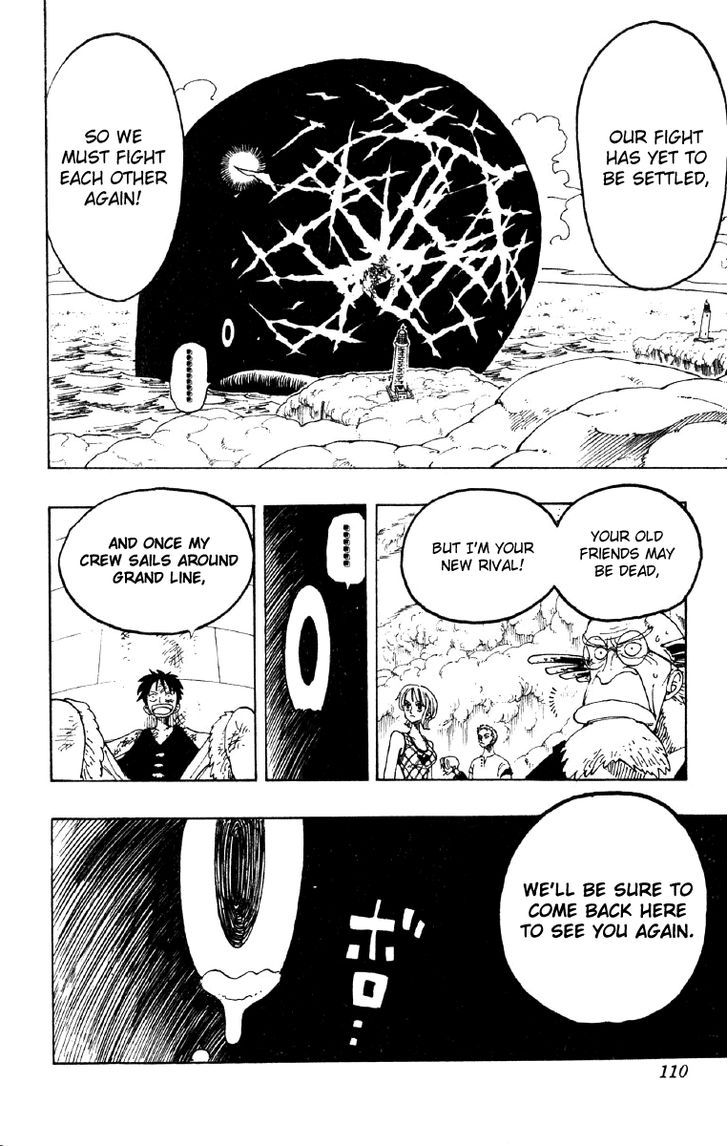 OUR FIGHT
HAS YET TO
BE SETTLED,
SO WE
MUST FIGHT
EACH OTHER
AGAIN!
YOUR OLD
FRIENDS MAY
BE DEAD,
BUT I'M YOUR
NEW RIVAL!
AND ONCE MY
CREW SAILS AROUND
GRAND LINE,
WE'LL BE SURE TO
COME BACK HERE
TO SEE YOU AGAIN.
ボロ・・
110